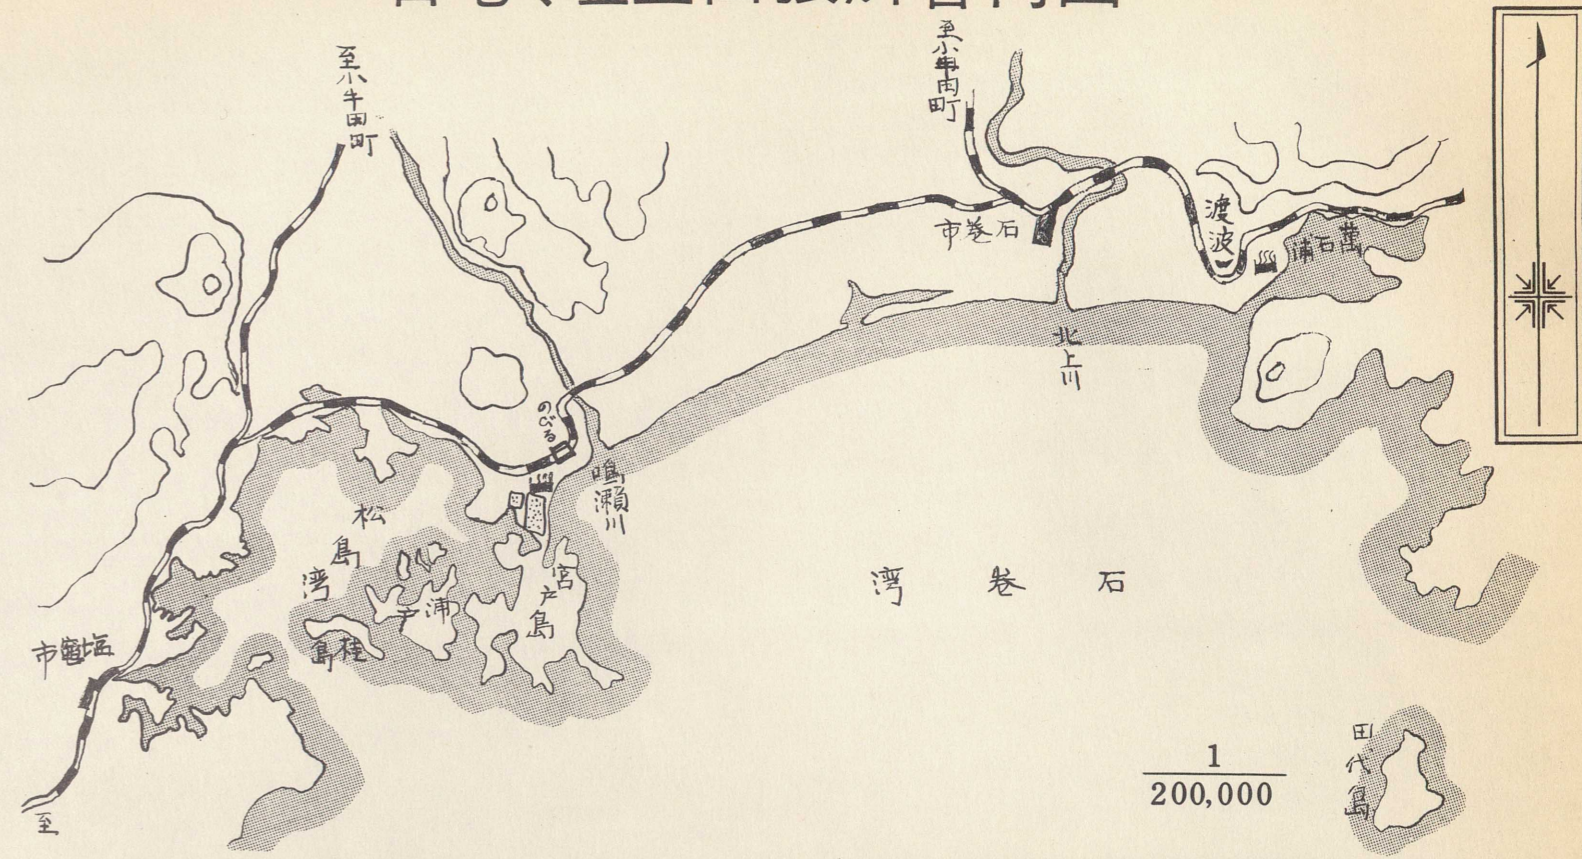 至小牛田町
至小牛田町
市巻石
渡波
浦石萬
北上川
のびる
鳴瀬川
松島湾
戸浦
宮戸島
島桂
市竈塩
湾巻石
田代島
1
200,000
至